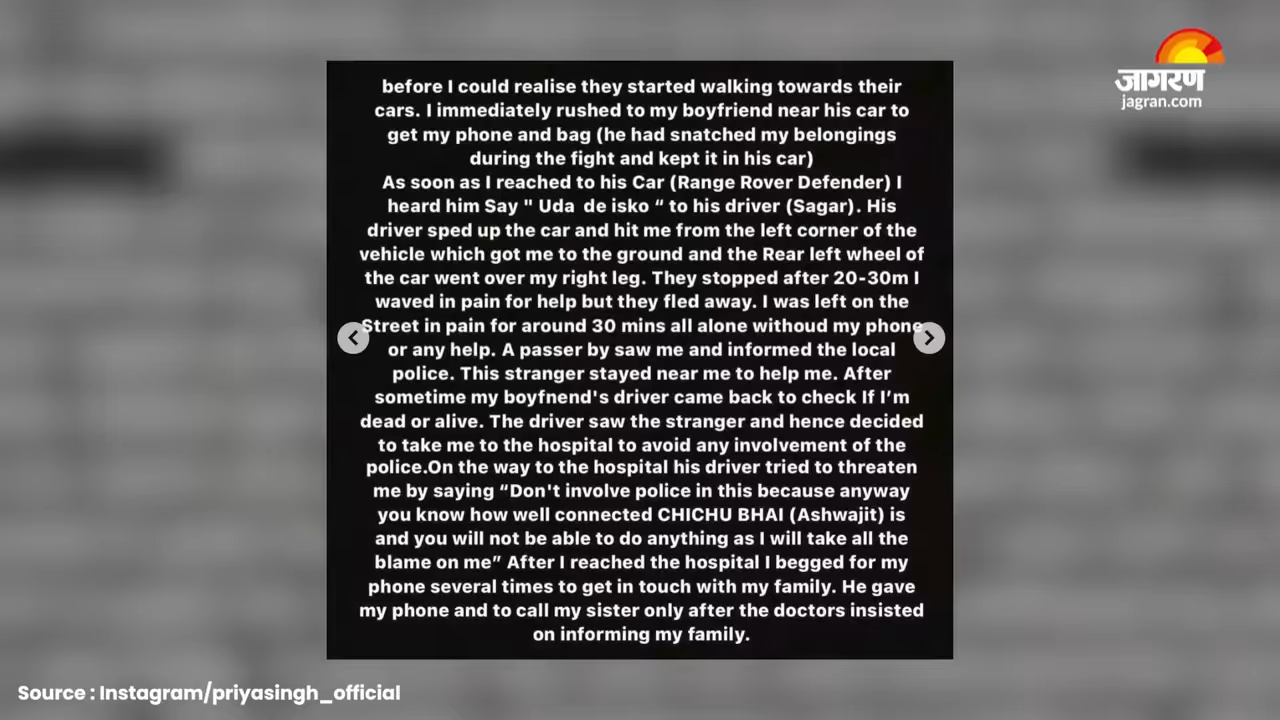 जागरण
jagran.com
before I could realise they started walking towards their
cars. I immediately rushed to my boyfriend near his car to
get my phone and bag (he had snatched my belongings
during the fight and kept it in his car)
As soon as I reached to his Car (Range Rover Defender) I
heard him Say " Uda de isko “ to his driver (Sagar). His
driver sped up the car and hit me from the left corner of the
vehicle which got me to the ground and the Rear left wheel of
the car went over my right leg. They stopped after 20-30m I
waved in pain for help but they fled away. I was left on the
Street in pain for around 30 mins all alone withoud my phone
or any help. A passer by saw me and informed the local
police. This stranger stayed near me to help me. After
sometime my boyfnend's driver came back to check If I’m
dead or alive. The driver saw the stranger and hence decided
to take me to the hospital to avoid any involvement of the
police.On the way to the hospital his driver tried to threaten
me by saying “Don't involve police in this because anyway
you know how well connected CHICHU BHAI (Ashwajit) is
and you will not be able to do anything as I will take all the
blame on me” After I reached the hospital I begged for my
phone several times to get in touch with my family. He gave
my phone and to call my sister only after the doctors insisted
on informing my family.
Source : Instagram/priyasingh_official